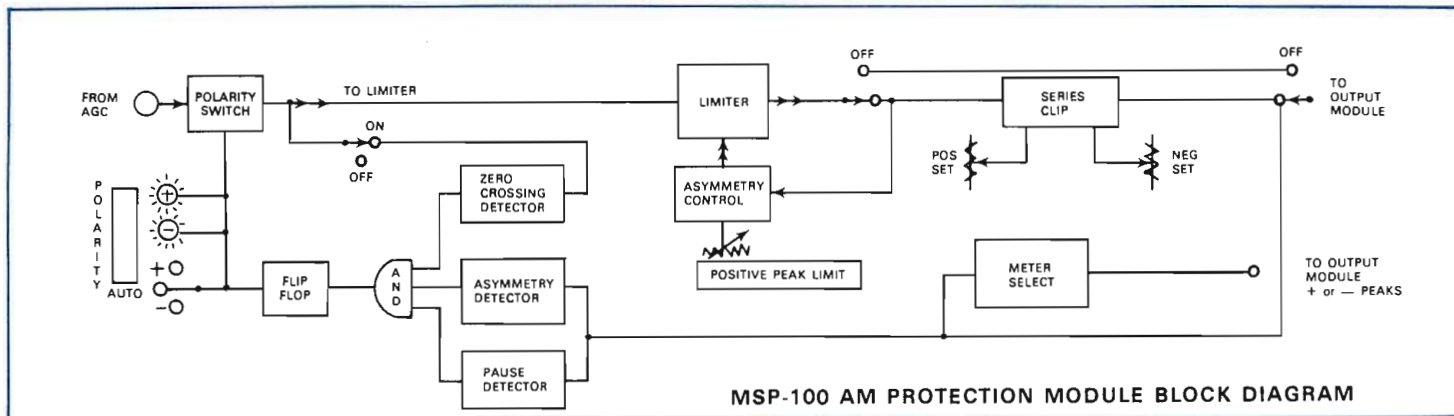 OFF
OFF
FROM
AGC
POLARITY
SWITCH
TO LIMITER
LIMITER
SERIES
CLIP
TO
OUTPUT
MODULE
ON
OFF
POS
SET
NEG
SET
ZERO
CROSSING
DETECTOR
ASYMMETRY
CONTROL
POLARITY
+
−
+
AUTO
−
FLIP
FLOP
AND
ASYMMETRY
DETECTOR
POSITIVE PEAK LIMIT
METER
SELECT
TO OUTPUT
MODULE
+ or — PEAKS
PAUSE
DETECTOR
MSP-100 AM PROTECTION MODULE BLOCK DIAGRAM